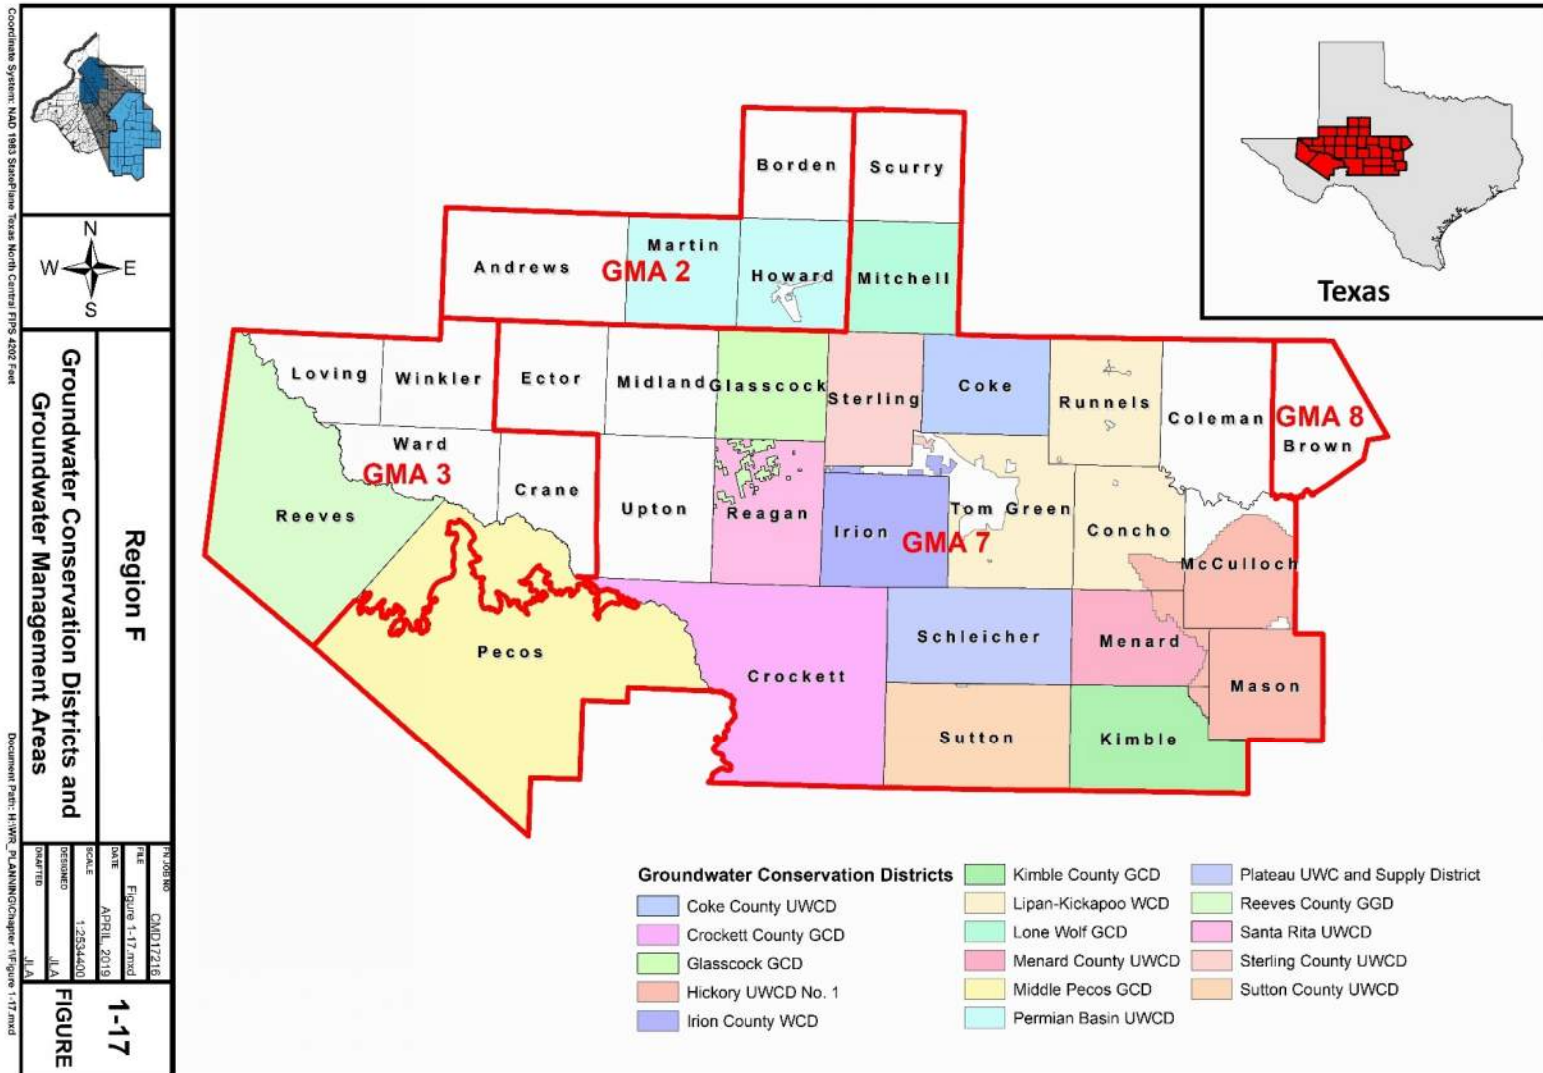 Coordinate System: NAD 1983 StatePlane Texas North Central FIPS 4202 Feet
Document Path: H:\WR_PLANNING\Chapter 1\Figure 1-17.mxd
N
W E
S
Region F
Groundwater Conservation Districts and
Groundwater Management Areas
FN JOB NO
CMD17216
FILE
Figure 1-17.mxd
DATE
APRIL, 2019
SCALE
1:2534400
DESIGNED
JLA
DRAFTED
JLA
1-17
FIGURE
Texas
Borden
Scurry
Andrews
Martin
GMA 2
Howard
Mitchell
Loving
Winkler
Ector
Midland
Glasscock
Sterling
Coke
Runnels
Coleman
GMA 8
Brown
Ward
GMA 3
Crane
Reeves
Upton
Reagan
Irion
Tom Green
GMA 7
Concho
McCulloch
Pecos
Crockett
Schleicher
Menard
Mason
Sutton
Kimble
Groundwater Conservation Districts
Coke County UWCD
Crockett County GCD
Glasscock GCD
Hickory UWCD No. 1
Irion County WCD
Kimble County GCD
Lipan-Kickapoo WCD
Lone Wolf GCD
Menard County UWCD
Middle Pecos GCD
Permian Basin UWCD
Plateau UWC and Supply District
Reeves County GGD
Santa Rita UWCD
Sterling County UWCD
Sutton County UWCD